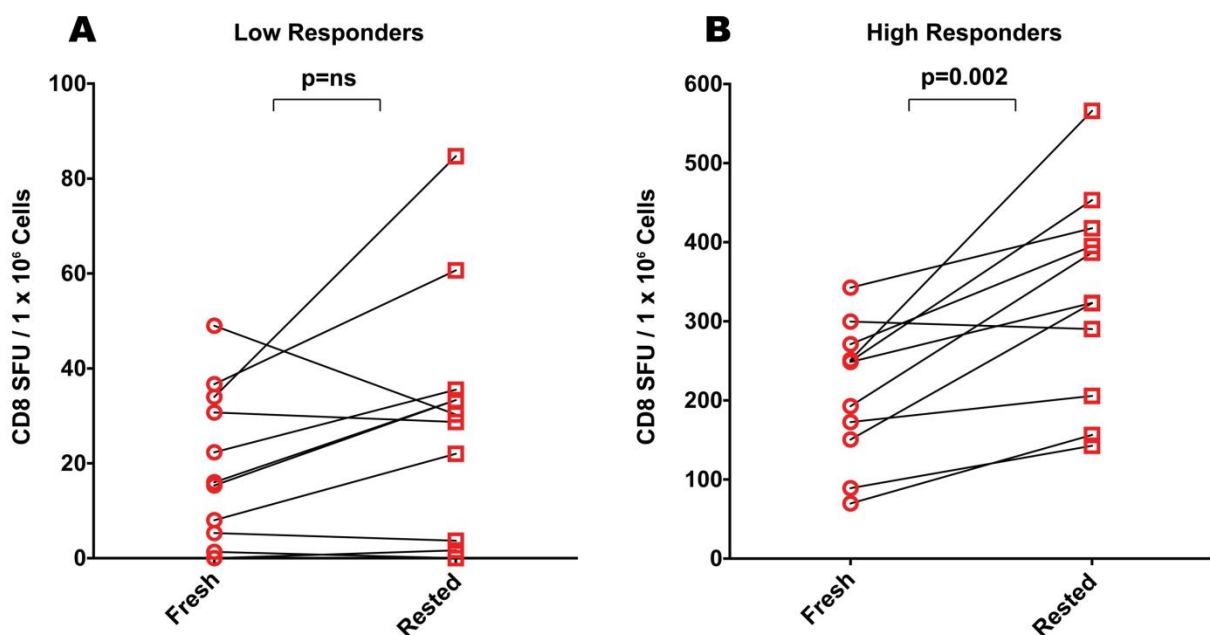 A
Low Responders
p=ns
CD8 SFU / 1 x 10⁶ Cells
100
80
60
40
20
0
Fresh
Rested
B
High Responders
p=0.002
CD8 SFU / 1 x 10⁶ Cells
600
500
400
300
200
100
0
Fresh
Rested